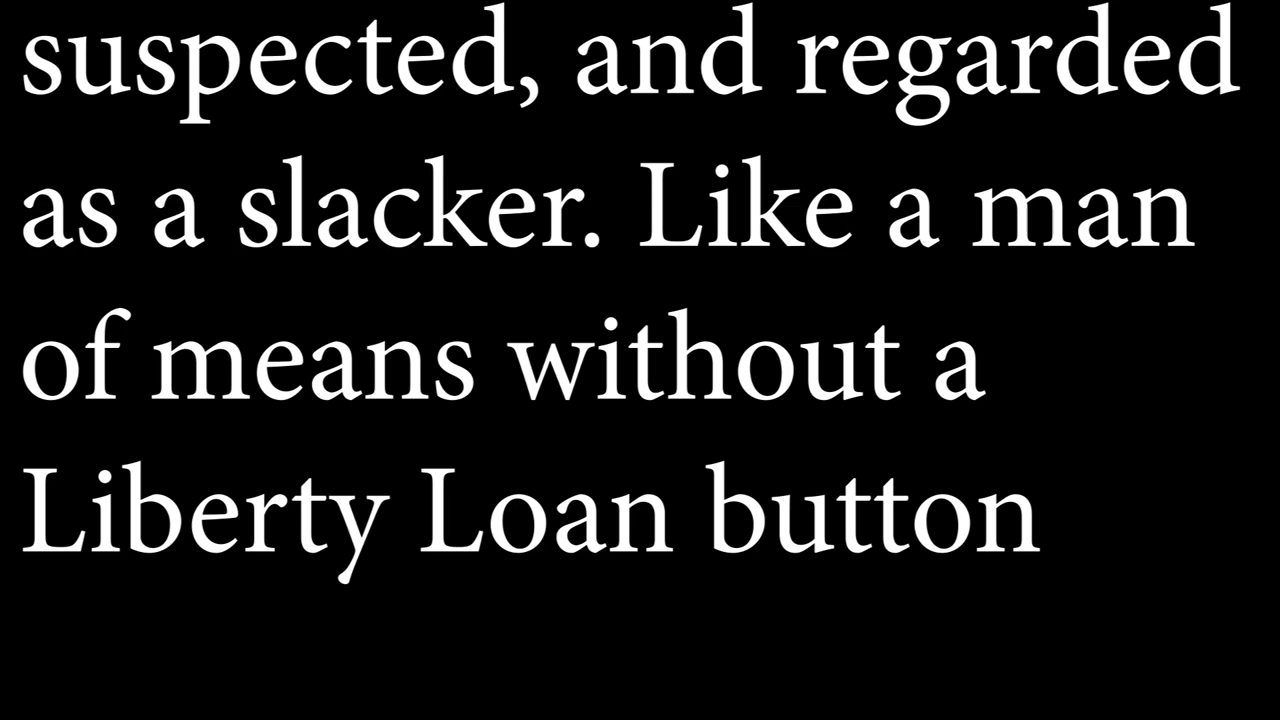 suspected, and regarded
as a slacker. Like a man
of means without a
Liberty Loan button